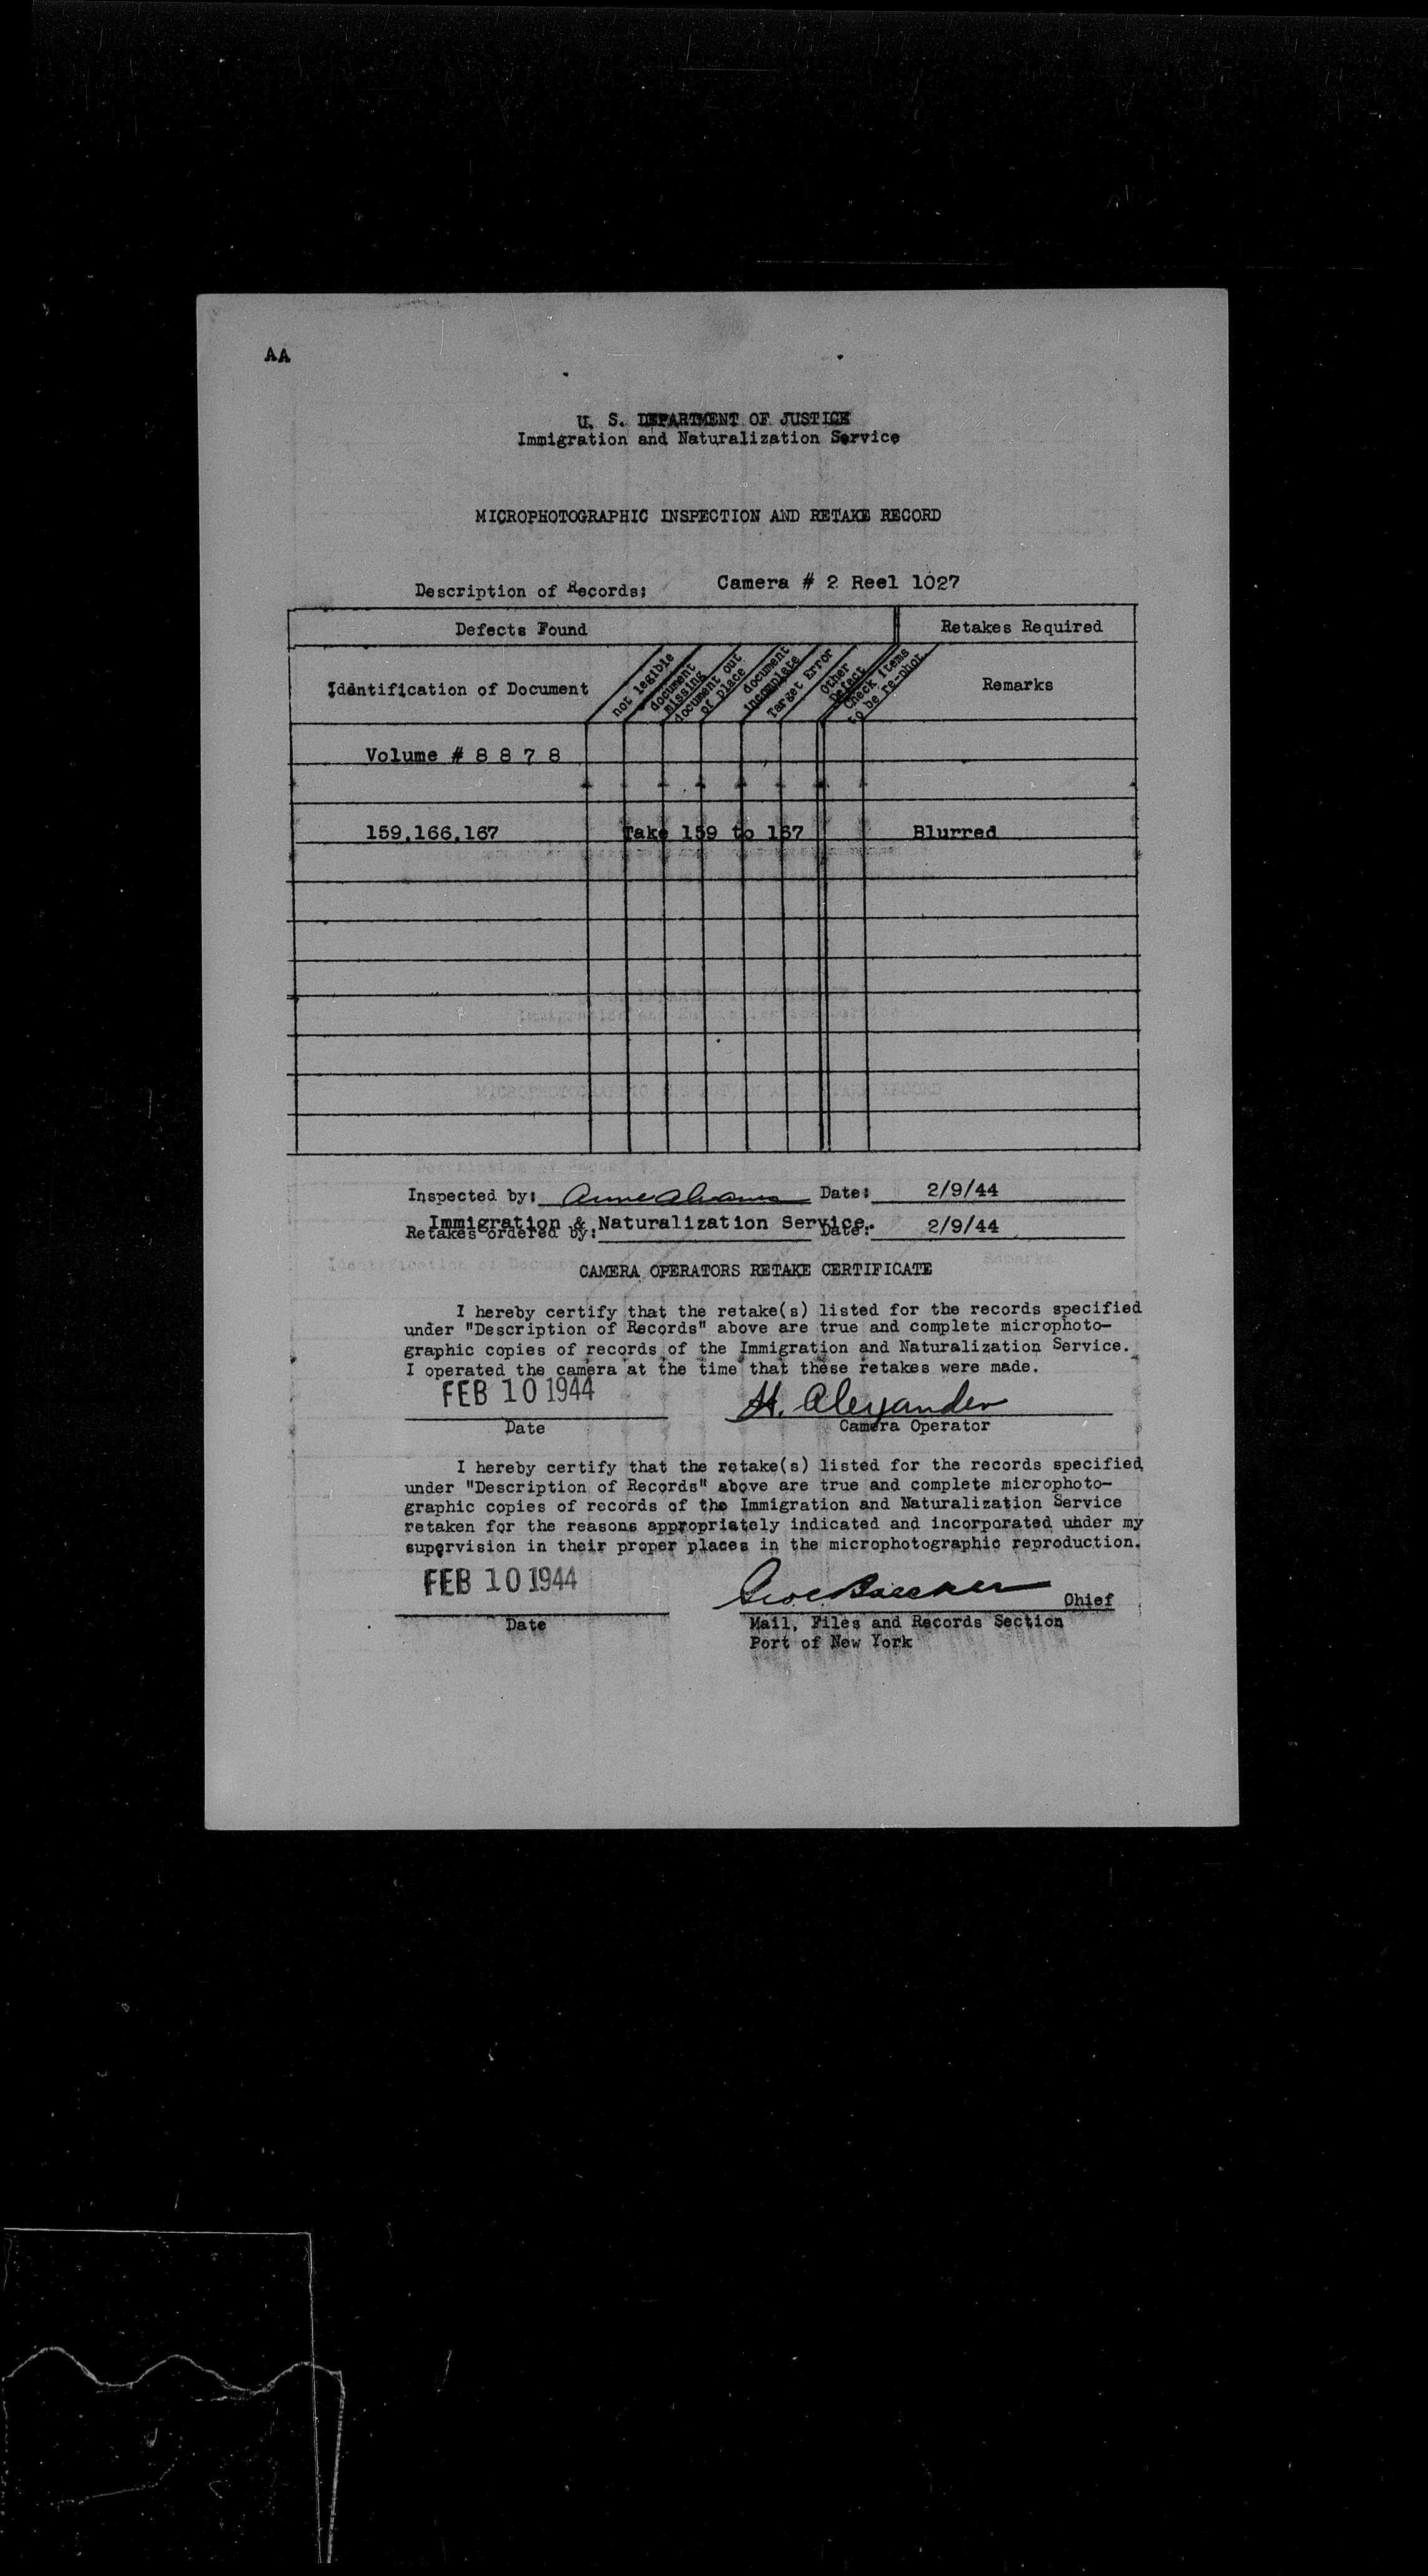 AA
U. S. DEPARTMENT OF JUSTICE
Immigration and Naturalization Service
MICROPHOTOGRAPHIC INSPECTION AND RETAKE RECORD
Description of Records: Camera # 2 Reel 1027
Defects Found Retakes Required
Identification of Document not legible document missing document out of place document incomplete Target Error Other Defect Check items to be re-phot. Remarks
Volume # 8 8 7 8
159.166.167 Take 159 to 167 Blurred
Inspected by: Date: 2/9/44
Immigration & Naturalization Service.
Retakes ordered by: Date: 2/9/44
CAMERA OPERATORS RETAKE CERTIFICATE
I hereby certify that the retake(s) listed for the records specified
under "Description of Records" above are true and complete microphoto-
graphic copies of records of the Immigration and Naturalization Service.
I operated the camera at the time that these retakes were made.
FEB 10 1944 H. Alexander
Date Camera Operator
I hereby certify that the retake(s) listed for the records specified
under "Description of Records" above are true and complete microphoto-
graphic copies of records of the Immigration and Naturalization Service
retaken for the reasons appropriately indicated and incorporated under my
supervision in their proper places in the microphotographic reproduction.
FEB 10 1944 Chief
Date Mail, Files and Records Section
Port of New York